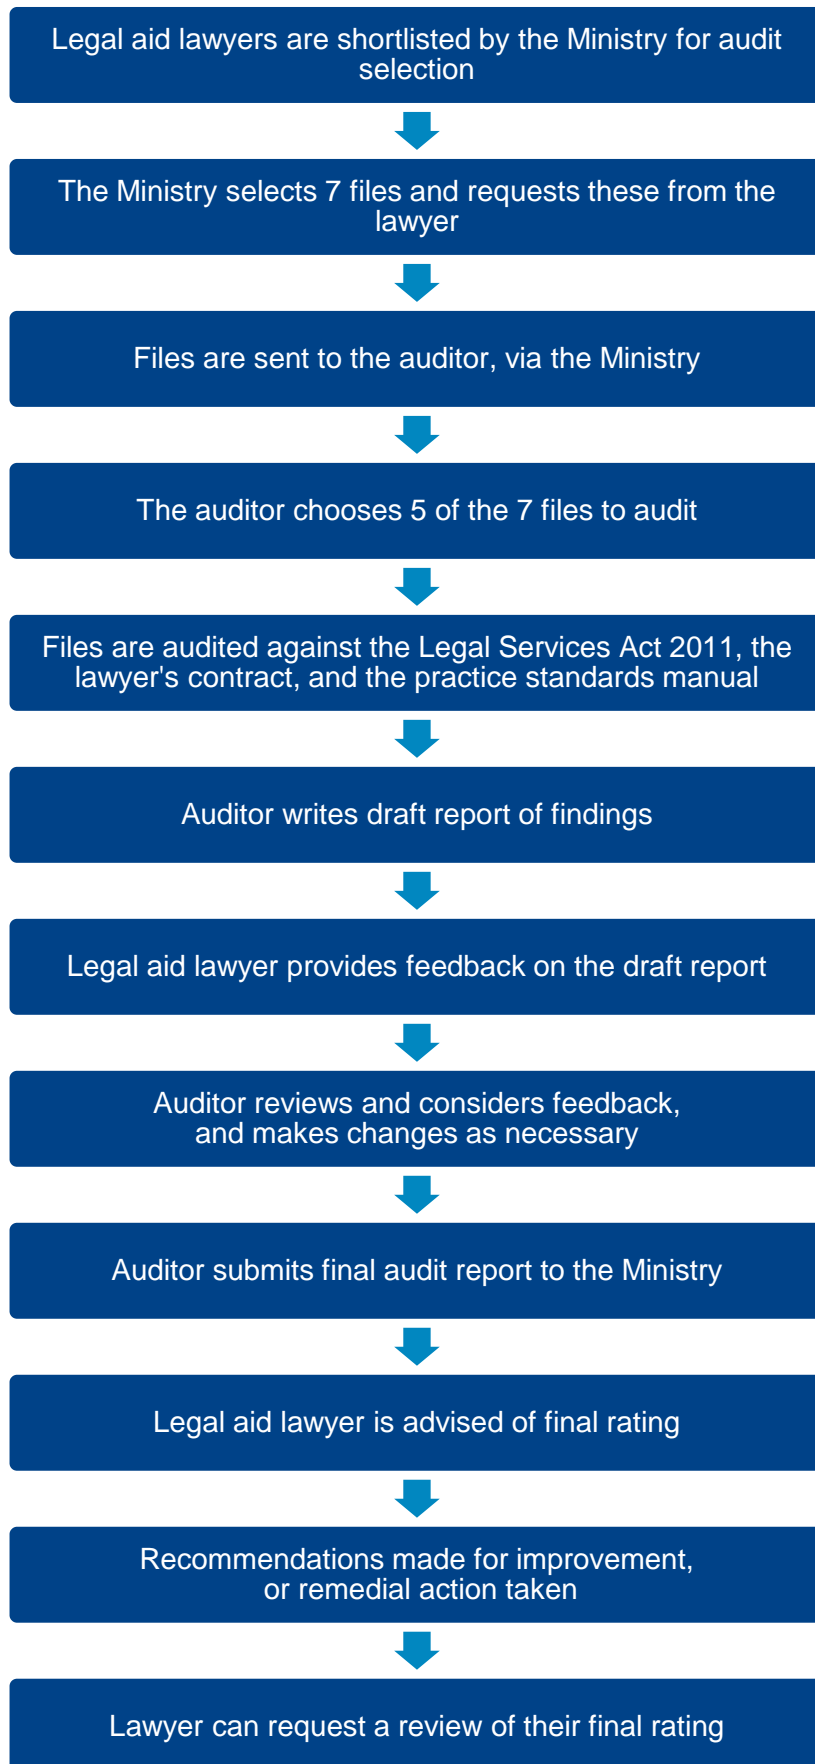 Legal aid lawyers are shortlisted by the Ministry for audit
selection
The Ministry selects 7 files and requests these from the
lawyer
Files are sent to the auditor, via the Ministry
The auditor chooses 5 of the 7 files to audit
Files are audited against the Legal Services Act 2011, the
lawyer's contract, and the practice standards manual
Auditor writes draft report of findings
Legal aid lawyer provides feedback on the draft report
Auditor reviews and considers feedback,
and makes changes as necessary
Auditor submits final audit report to the Ministry
Legal aid lawyer is advised of final rating
Recommendations made for improvement,
or remedial action taken
Lawyer can request a review of their final rating